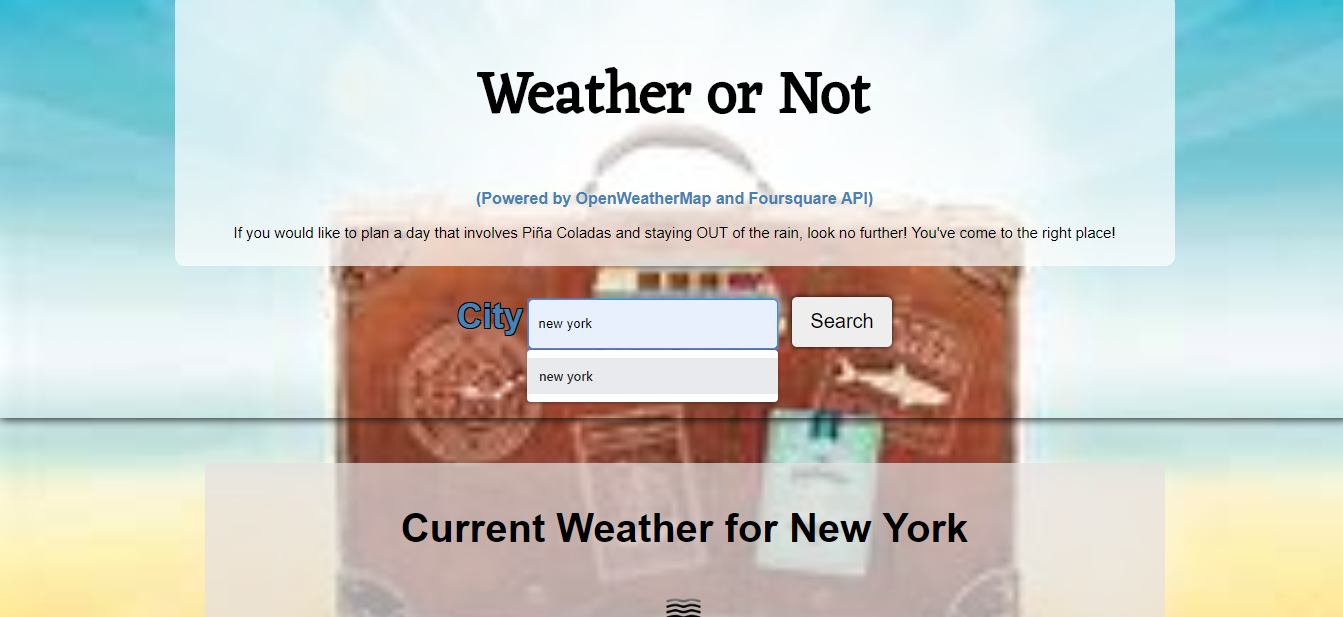 Weather or Not
(Powered by OpenWeatherMap and Foursquare API)
If you would like to plan a day that involves Piña Coladas and staying OUT of the rain, look no further! You've come to the right place!
City
new york
Search
new york
Current Weather for New York